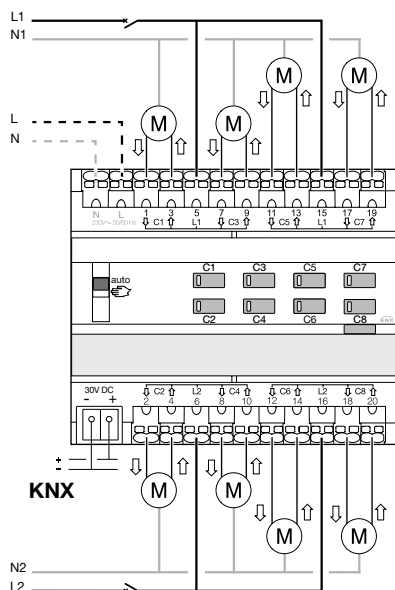 L1
N1
M M
L M M
N
N L 1 3 5 7 9 11 13 15 17 19
230V~ 50/60 Hz C1 L1 C3 C5 L1 C7
auto C1 C3 C5 C7
C2 C4 C6 C8 KNX
30V DC C2 L2 C4 C6 L2 C8
- + 2 4 6 8 10 12 14 16 18 20
+
-
KNX M M
M M
N2
L2